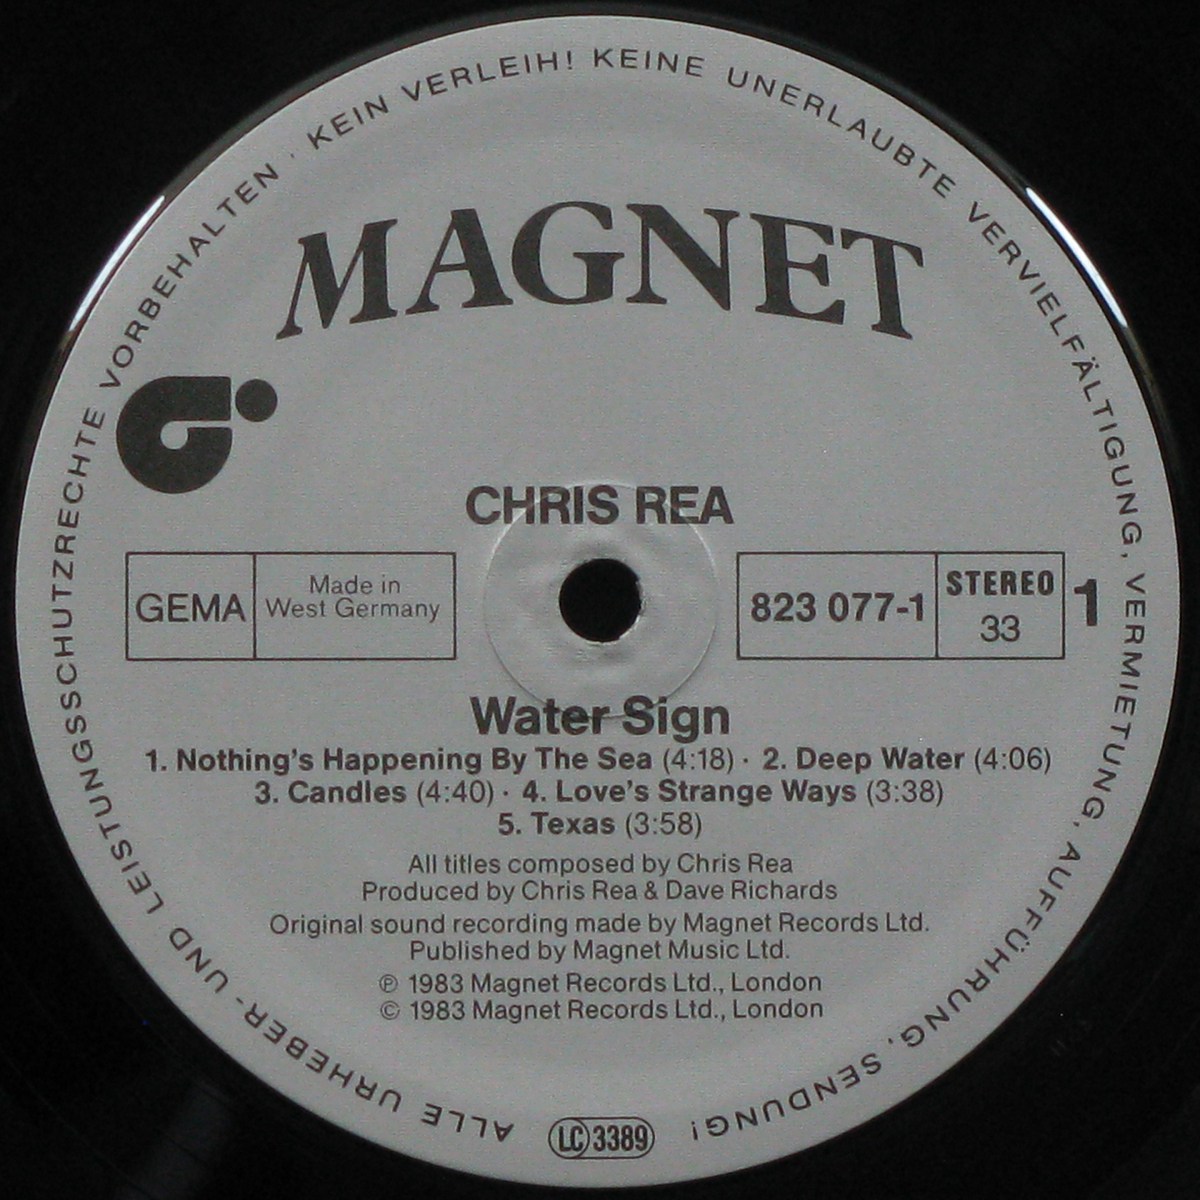 ALLE URHEBER- UND LEISTUNGSSCHUTZRECHTE VORBEHALTEN · KEIN VERLEIH! KEINE UNERLAUBTE VERVIELFÄLTIGUNG, VERMIETUNG, AUFFÜHRUNG, SENDUNG!
MAGNET
CHRIS REA
GEMA
Made in
West Germany
823 077-1
STEREO
33
1
Water Sign
1. Nothing's Happening By The Sea (4:18) · 2. Deep Water (4:06)
3. Candles (4:40) · 4. Love's Strange Ways (3:38)
5. Texas (3:58)
All titles composed by Chris Rea
Produced by Chris Rea & Dave Richards
Original sound recording made by Magnet Records Ltd.
Published by Magnet Music Ltd.
℗ 1983 Magnet Records Ltd., London
© 1983 Magnet Records Ltd., London
LC 3389